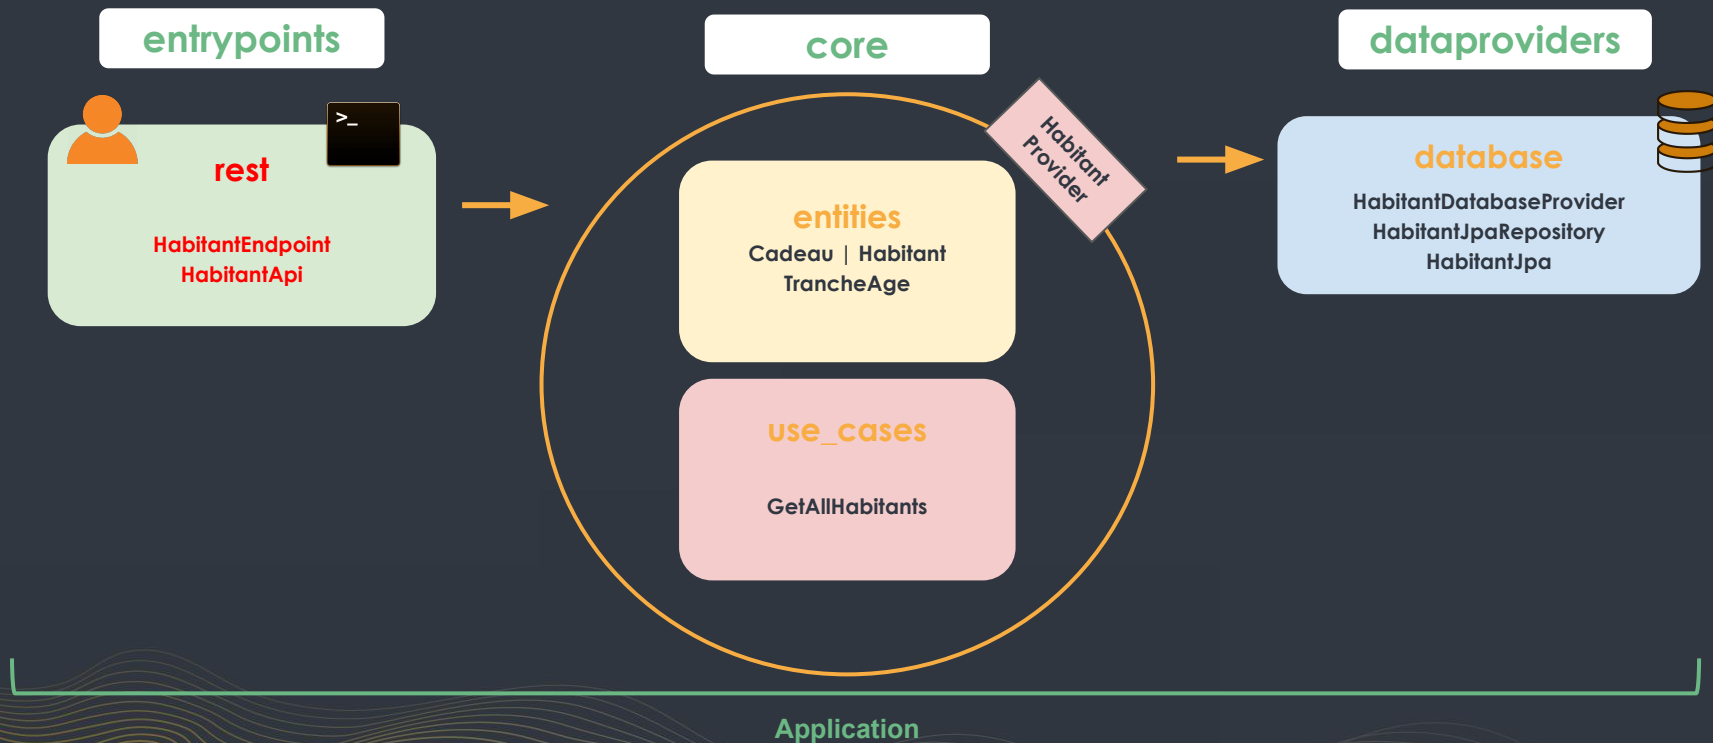 entrypoints
core
dataproviders
>_
rest
HabitantEndpoint
HabitantApi
entities
Cadeau | Habitant
TrancheAge
use_cases
GetAllHabitants
Habitant
Provider
database
HabitantDatabaseProvider
HabitantJpaRepository
HabitantJpa
Application